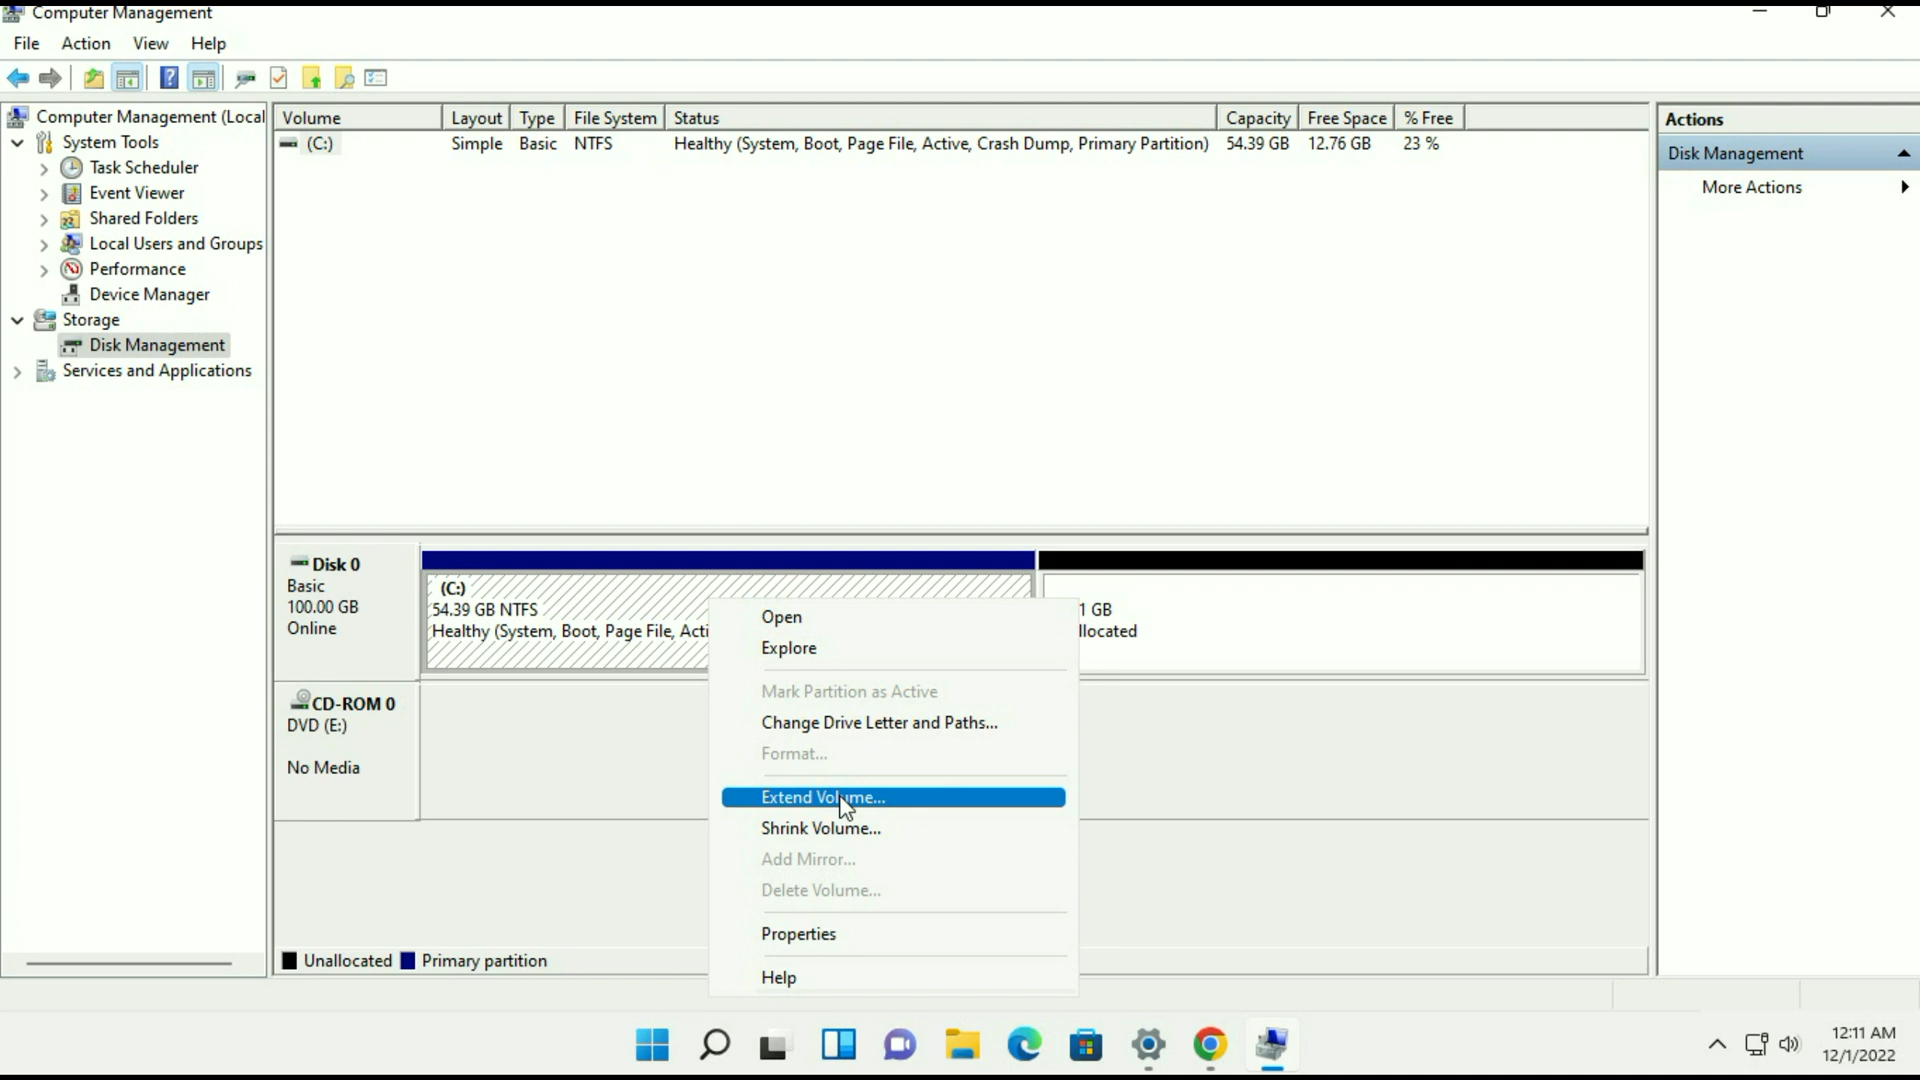 Computer Management
File Action View Help
Computer Management (Local
System Tools
Task Scheduler
Event Viewer
Shared Folders
Local Users and Groups
Performance
Device Manager
Storage
Disk Management
Services and Applications
Volume Layout Type File System Status Capacity Free Space % Free
(C:) Simple Basic NTFS Healthy (System, Boot, Page File, Active, Crash Dump, Primary Partition) 54.39 GB 12.76 GB 23 %
Actions
Disk Management
More Actions
Disk 0
Basic
100.00 GB
Online
(C:)
54.39 GB NTFS
Healthy (System, Boot, Page File, Acti
1 GB
llocated
CD-ROM 0
DVD (E:)
No Media
Open
Explore
Mark Partition as Active
Change Drive Letter and Paths...
Format...
Extend Volume...
Shrink Volume...
Add Mirror...
Delete Volume...
Properties
Help
Unallocated Primary partition
12:11 AM
12/1/2022